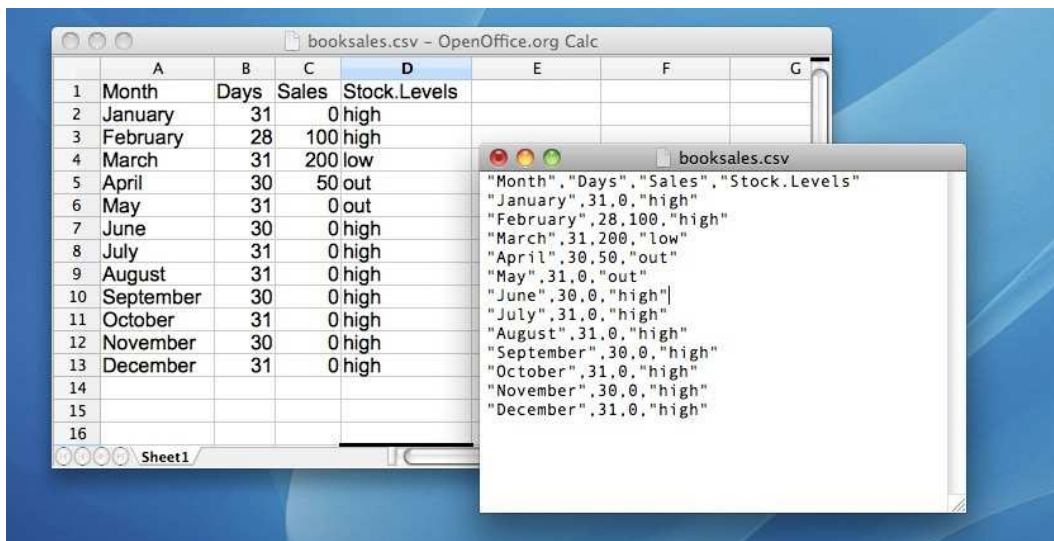 booksales.csv – OpenOffice.org Calc
A B C D E F G
1 Month Days Sales Stock.Levels
2 January 31 0 high
3 February 28 100 high
4 March 31 200 low
5 April 30 50 out
6 May 31 0 out
7 June 30 0 high
8 July 31 0 high
9 August 31 0 high
10 September 30 0 high
11 October 31 0 high
12 November 30 0 high
13 December 31 0 high
14
15
16
Sheet1
booksales.csv
"Month","Days","Sales","Stock.Levels"
"January",31,0,"high"
"February",28,100,"high"
"March",31,200,"low"
"April",30,50,"out"
"May",31,0,"out"
"June",30,0,"high"
"July",31,0,"high"
"August",31,0,"high"
"September",30,0,"high"
"October",31,0,"high"
"November",30,0,"high"
"December",31,0,"high"